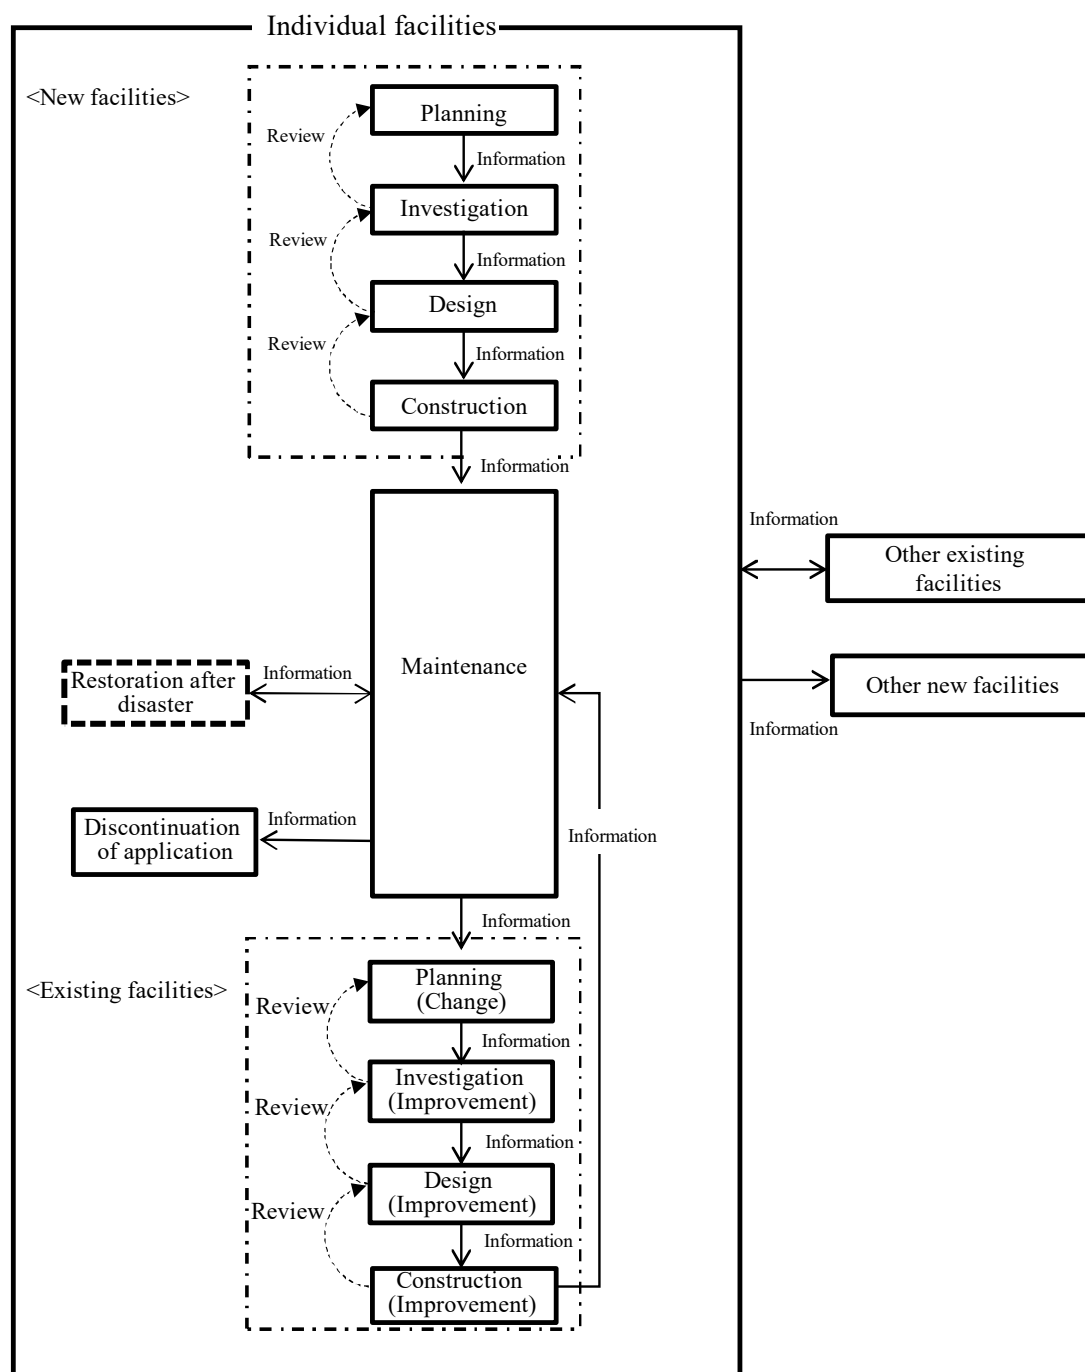 Individual facilities
<New facilities>
Planning
Review
Information
Investigation
Review
Information
Design
Review
Information
Construction
Information
Information
Other existing
facilities
Maintenance
Information
Restoration after
disaster
Other new facilities
Information
Information
Discontinuation
of application
Information
Information
<Existing facilities>
Planning
(Change)
Review
Information
Investigation
(Improvement)
Review
Information
Design
(Improvement)
Review
Information
Construction
(Improvement)